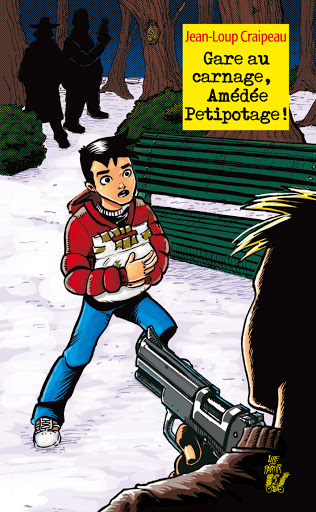 Jean-Loup Craipeau
Gare au
carnage,
Amédée
Petipotage !